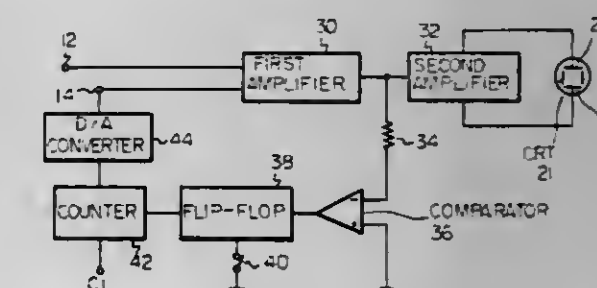 12
30
FIRST
AMPLIFIER
32
SECOND
AMPLIFIER
14
D/A
CONVERTER
44
34
CRT
21
38
COUNTER
FLIP-FLOP
COMPARATOR
36
42
40